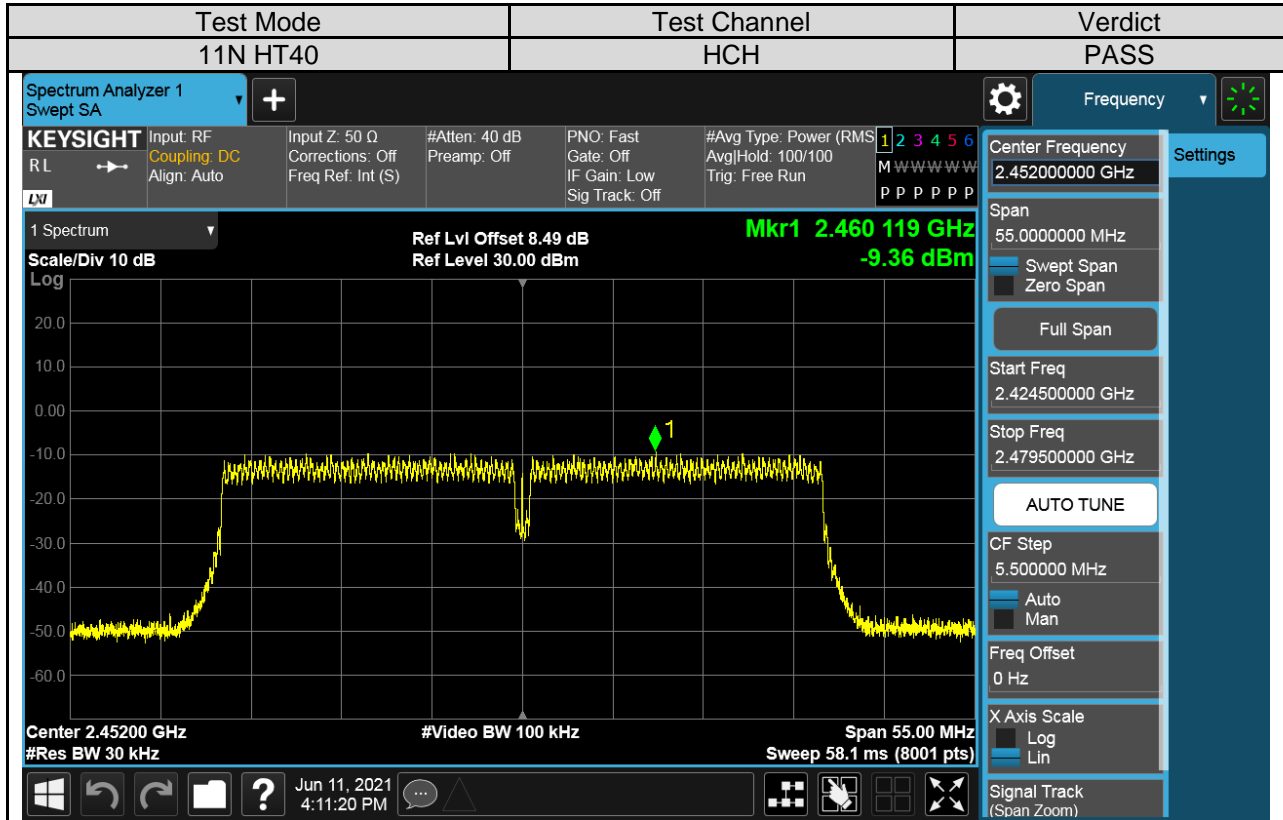 Test Mode Test Channel Verdict
11N HT40 HCH PASS
Spectrum Analyzer 1
Swept SA
+
Frequency
KEYSIGHT
R L
LXI
Input: RF
Coupling: DC
Align: Auto
Input Z: 50 Ω
Corrections: Off
Freq Ref: Int (S)
#Atten: 40 dB
Preamp: Off
PNO: Fast
Gate: Off
IF Gain: Low
Sig Track: Off
#Avg Type: Power (RMS
Avg|Hold: 100/100
Trig: Free Run
1 2 3 4 5 6
M W W W W W
P P P P P P
1 Spectrum
Scale/Div 10 dB
Ref Lvl Offset 8.49 dB
Ref Level 30.00 dBm
Mkr1 2.460 119 GHz
-9.36 dBm
Log
20.0
10.0
0.00
-10.0
-20.0
-30.0
-40.0
-50.0
-60.0
1
Center 2.45200 GHz
#Res BW 30 kHz
#Video BW 100 kHz
Span 55.00 MHz
Sweep 58.1 ms (8001 pts)
Center Frequency
2.452000000 GHz
Settings
Span
55.0000000 MHz
Swept Span
Zero Span
Full Span
Start Freq
2.424500000 GHz
Stop Freq
2.479500000 GHz
AUTO TUNE
CF Step
5.500000 MHz
Auto
Man
Freq Offset
0 Hz
X Axis Scale
Log
Lin
Signal Track
(Span Zoom)
?
Jun 11, 2021
4:11:20 PM